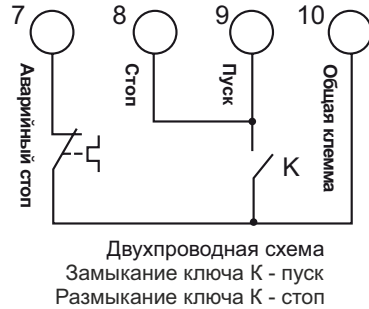 7 8 9 10
Аварийный стоп
Стоп
Пуск
Общая клемма
К
Двухпроводная схема
Замыкание ключа К - пуск
Размыкание ключа К - стоп